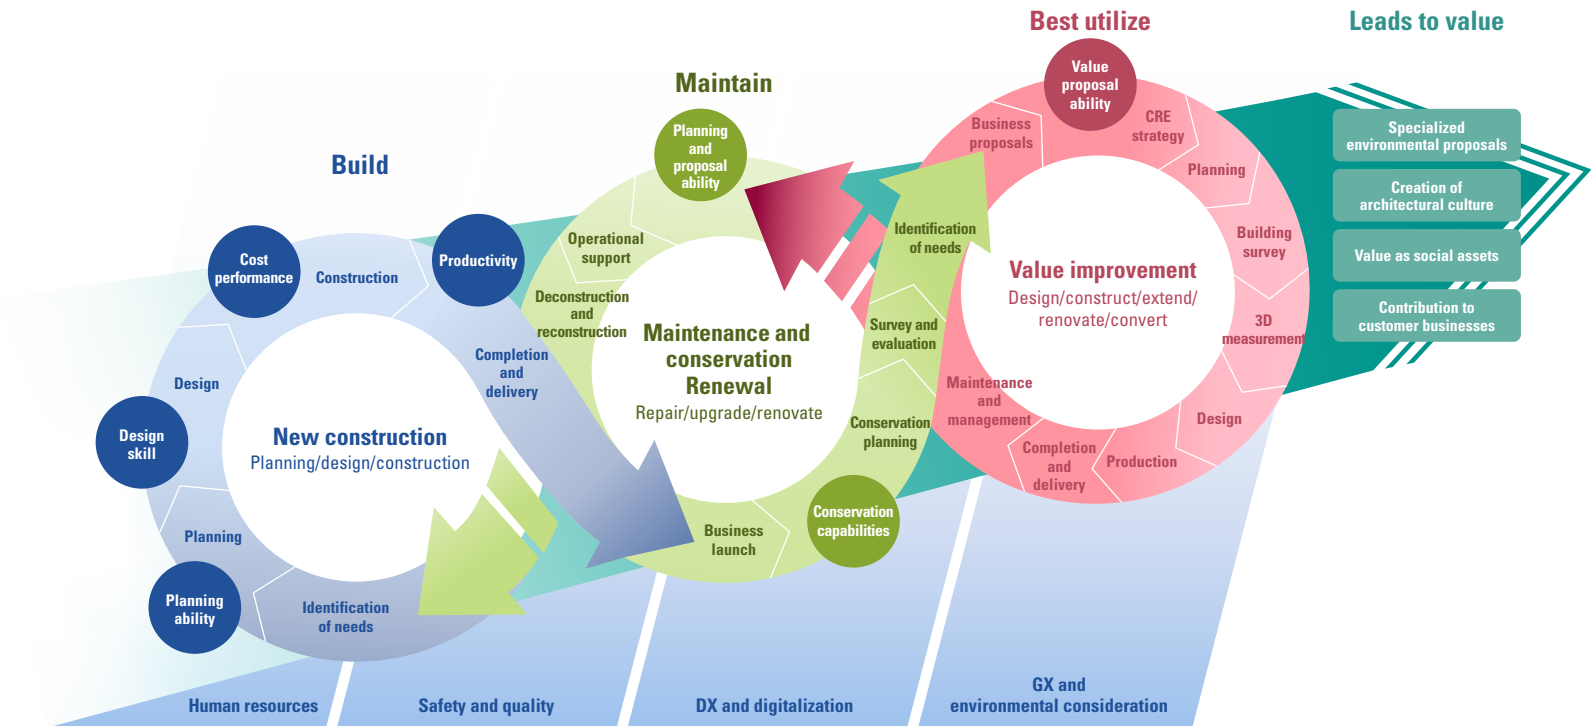 Build
Cost
performance
Construction
Productivity
Design
Design
skill
Planning
Planning
ability
Identification
of needs
Completion
and
delivery
New construction
Planning/design/construction
Maintain
Planning
and
proposal
ability
Operational
support
Deconstruction
and
reconstruction
Maintenance and
conservation
Renewal
Repair/upgrade/renovate
Business
launch
Conservation
capabilities
Conservation
planning
Survey and
evaluation
Identification
of needs
Best utilize
Value
proposal
ability
Business
proposals
CRE
strategy
Planning
Building
survey
3D
measurement
Design
Production
Completion
and
delivery
Maintenance
and
management
Value improvement
Design/construct/extend/
renovate/convert
Leads to value
Specialized
environmental proposals
Creation of
architectural culture
Value as social assets
Contribution to
customer businesses
Human resources
Safety and quality
DX and digitalization
GX and
environmental consideration